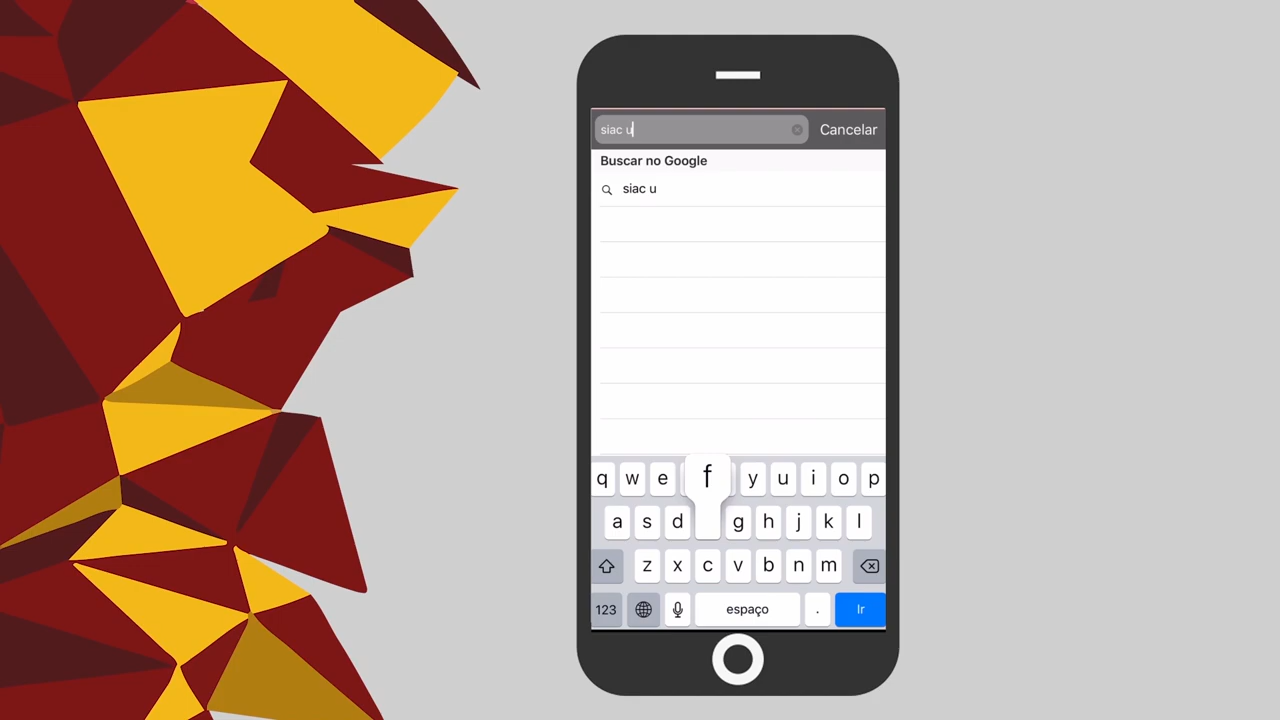 siac u
Cancelar
Buscar no Google
siac u
q w e f y u i o p
a s d g h j k l
z x c v b n m
123 espaço . Ir